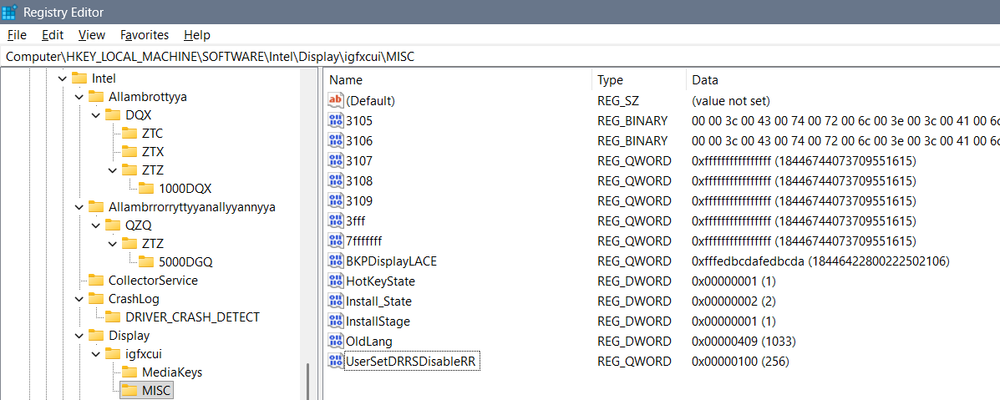 Registry Editor
File Edit View Favorites Help
Computer\HKEY_LOCAL_MACHINE\SOFTWARE\Intel\Display\igfxcui\MISC
Intel
Allambrottyya
DQX
ZTC
ZTX
ZTZ
1000DQX
Allambrrorryttyyanallyyannyya
QZQ
ZTZ
5000DGQ
CollectorService
CrashLog
DRIVER_CRASH_DETECT
Display
igfxcui
MediaKeys
MISC
Name Type Data
(Default) REG_SZ (value not set)
3105 REG_BINARY 00 00 3c 00 43 00 74 00 72 00 6c 00 3e 00 3c 00 41 00 6c
3106 REG_BINARY 00 00 3c 00 43 00 74 00 72 00 6c 00 3e 00 3c 00 41 00 6c
3107 REG_QWORD 0xffffffffffffffff (18446744073709551615)
3108 REG_QWORD 0xffffffffffffffff (18446744073709551615)
3109 REG_QWORD 0xffffffffffffffff (18446744073709551615)
3fff REG_QWORD 0xffffffffffffffff (18446744073709551615)
7fffffff REG_QWORD 0xffffffffffffffff (18446744073709551615)
BKPDisplayLACE REG_QWORD 0xfffedbcdafedbcda (18446422800222502106)
HotKeyState REG_DWORD 0x00000001 (1)
Install_State REG_DWORD 0x00000002 (2)
InstallStage REG_DWORD 0x00000001 (1)
OldLang REG_DWORD 0x00000409 (1033)
UserSetDRRSDisableRR REG_QWORD 0x00000100 (256)